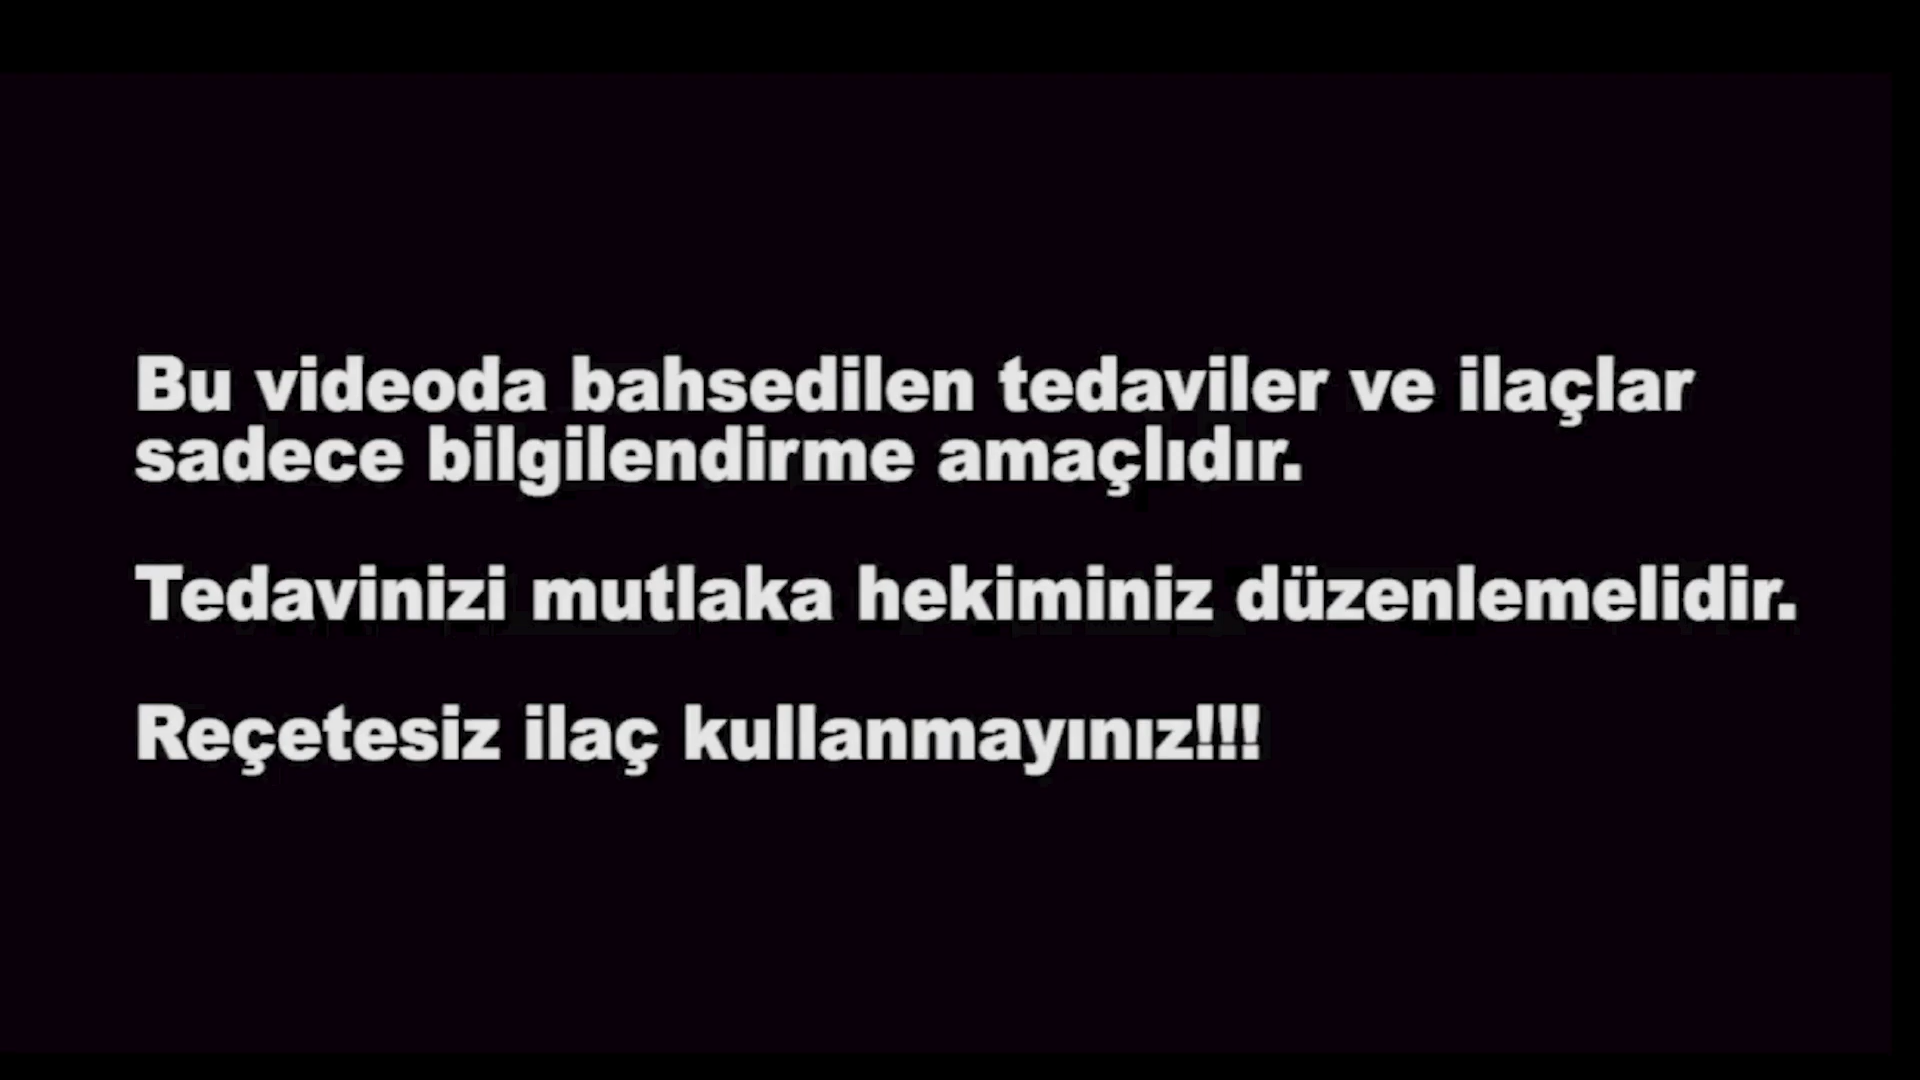 Bu videoda bahsedilen tedaviler ve ilaçlar
sadece bilgilendirme amaçlıdır.
Tedavinizi mutlaka hekiminiz düzenlemelidir.
Reçetesiz ilaç kullanmayınız!!!